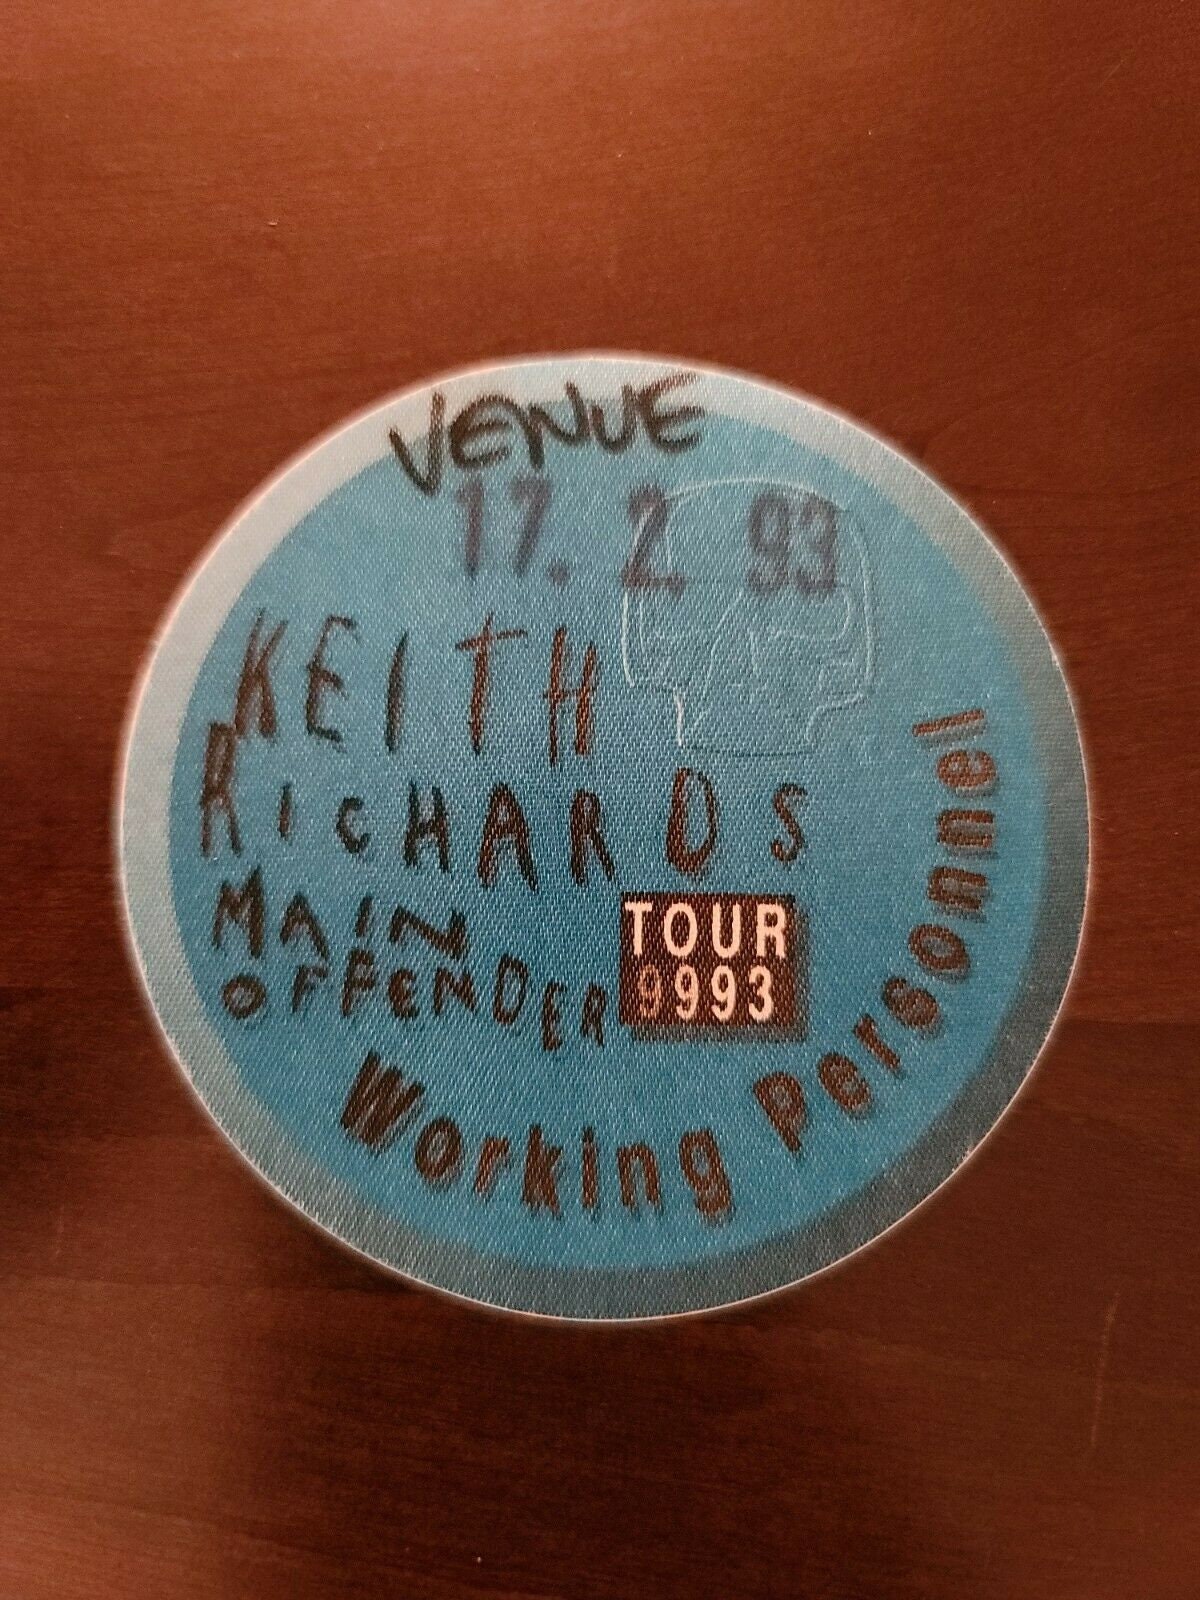 VENUE
17. 2 93
KEITH
RICHARDS
MAIN
OFFENDER
TOUR
9993
Working Personnel